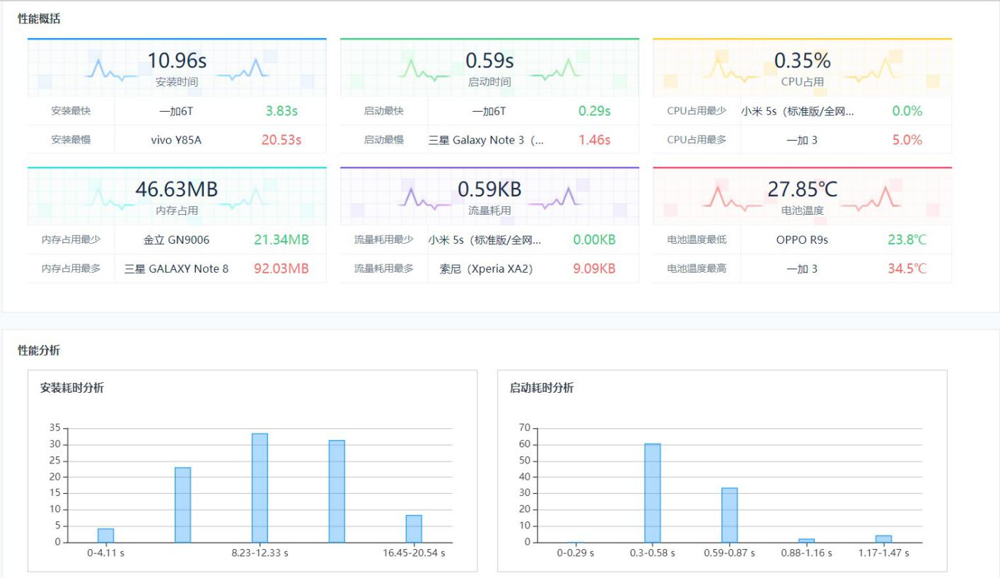 性能概括
10.96s
安装时间
安装最快 一加6T 3.83s
安装最慢 vivo Y85A 20.53s
0.59s
启动时间
启动最快 一加6T 0.29s
启动最慢 三星 Galaxy Note 3（... 1.46s
0.35%
CPU占用
CPU占用最少 小米 5s（标准版/全网... 0.0%
CPU占用最多 一加 3 5.0%
46.63MB
内存占用
内存占用最少 金立 GN9006 21.34MB
内存占用最多 三星 GALAXY Note 8 92.03MB
0.59KB
流量耗用
流量耗用最少 小米 5s（标准版/全网... 0.00KB
流量耗用最多 索尼（Xperia XA2） 9.09KB
27.85℃
电池温度
电池温度最低 OPPO R9s 23.8℃
电池温度最高 一加 3 34.5℃
性能分析
安装耗时分析
35
30
25
20
15
10
5
0
0-4.11 s 8.23-12.33 s 16.45-20.54 s
启动耗时分析
70
60
50
40
30
20
10
0
0-0.29 s 0.3-0.58 s 0.59-0.87 s 0.88-1.16 s 1.17-1.47 s